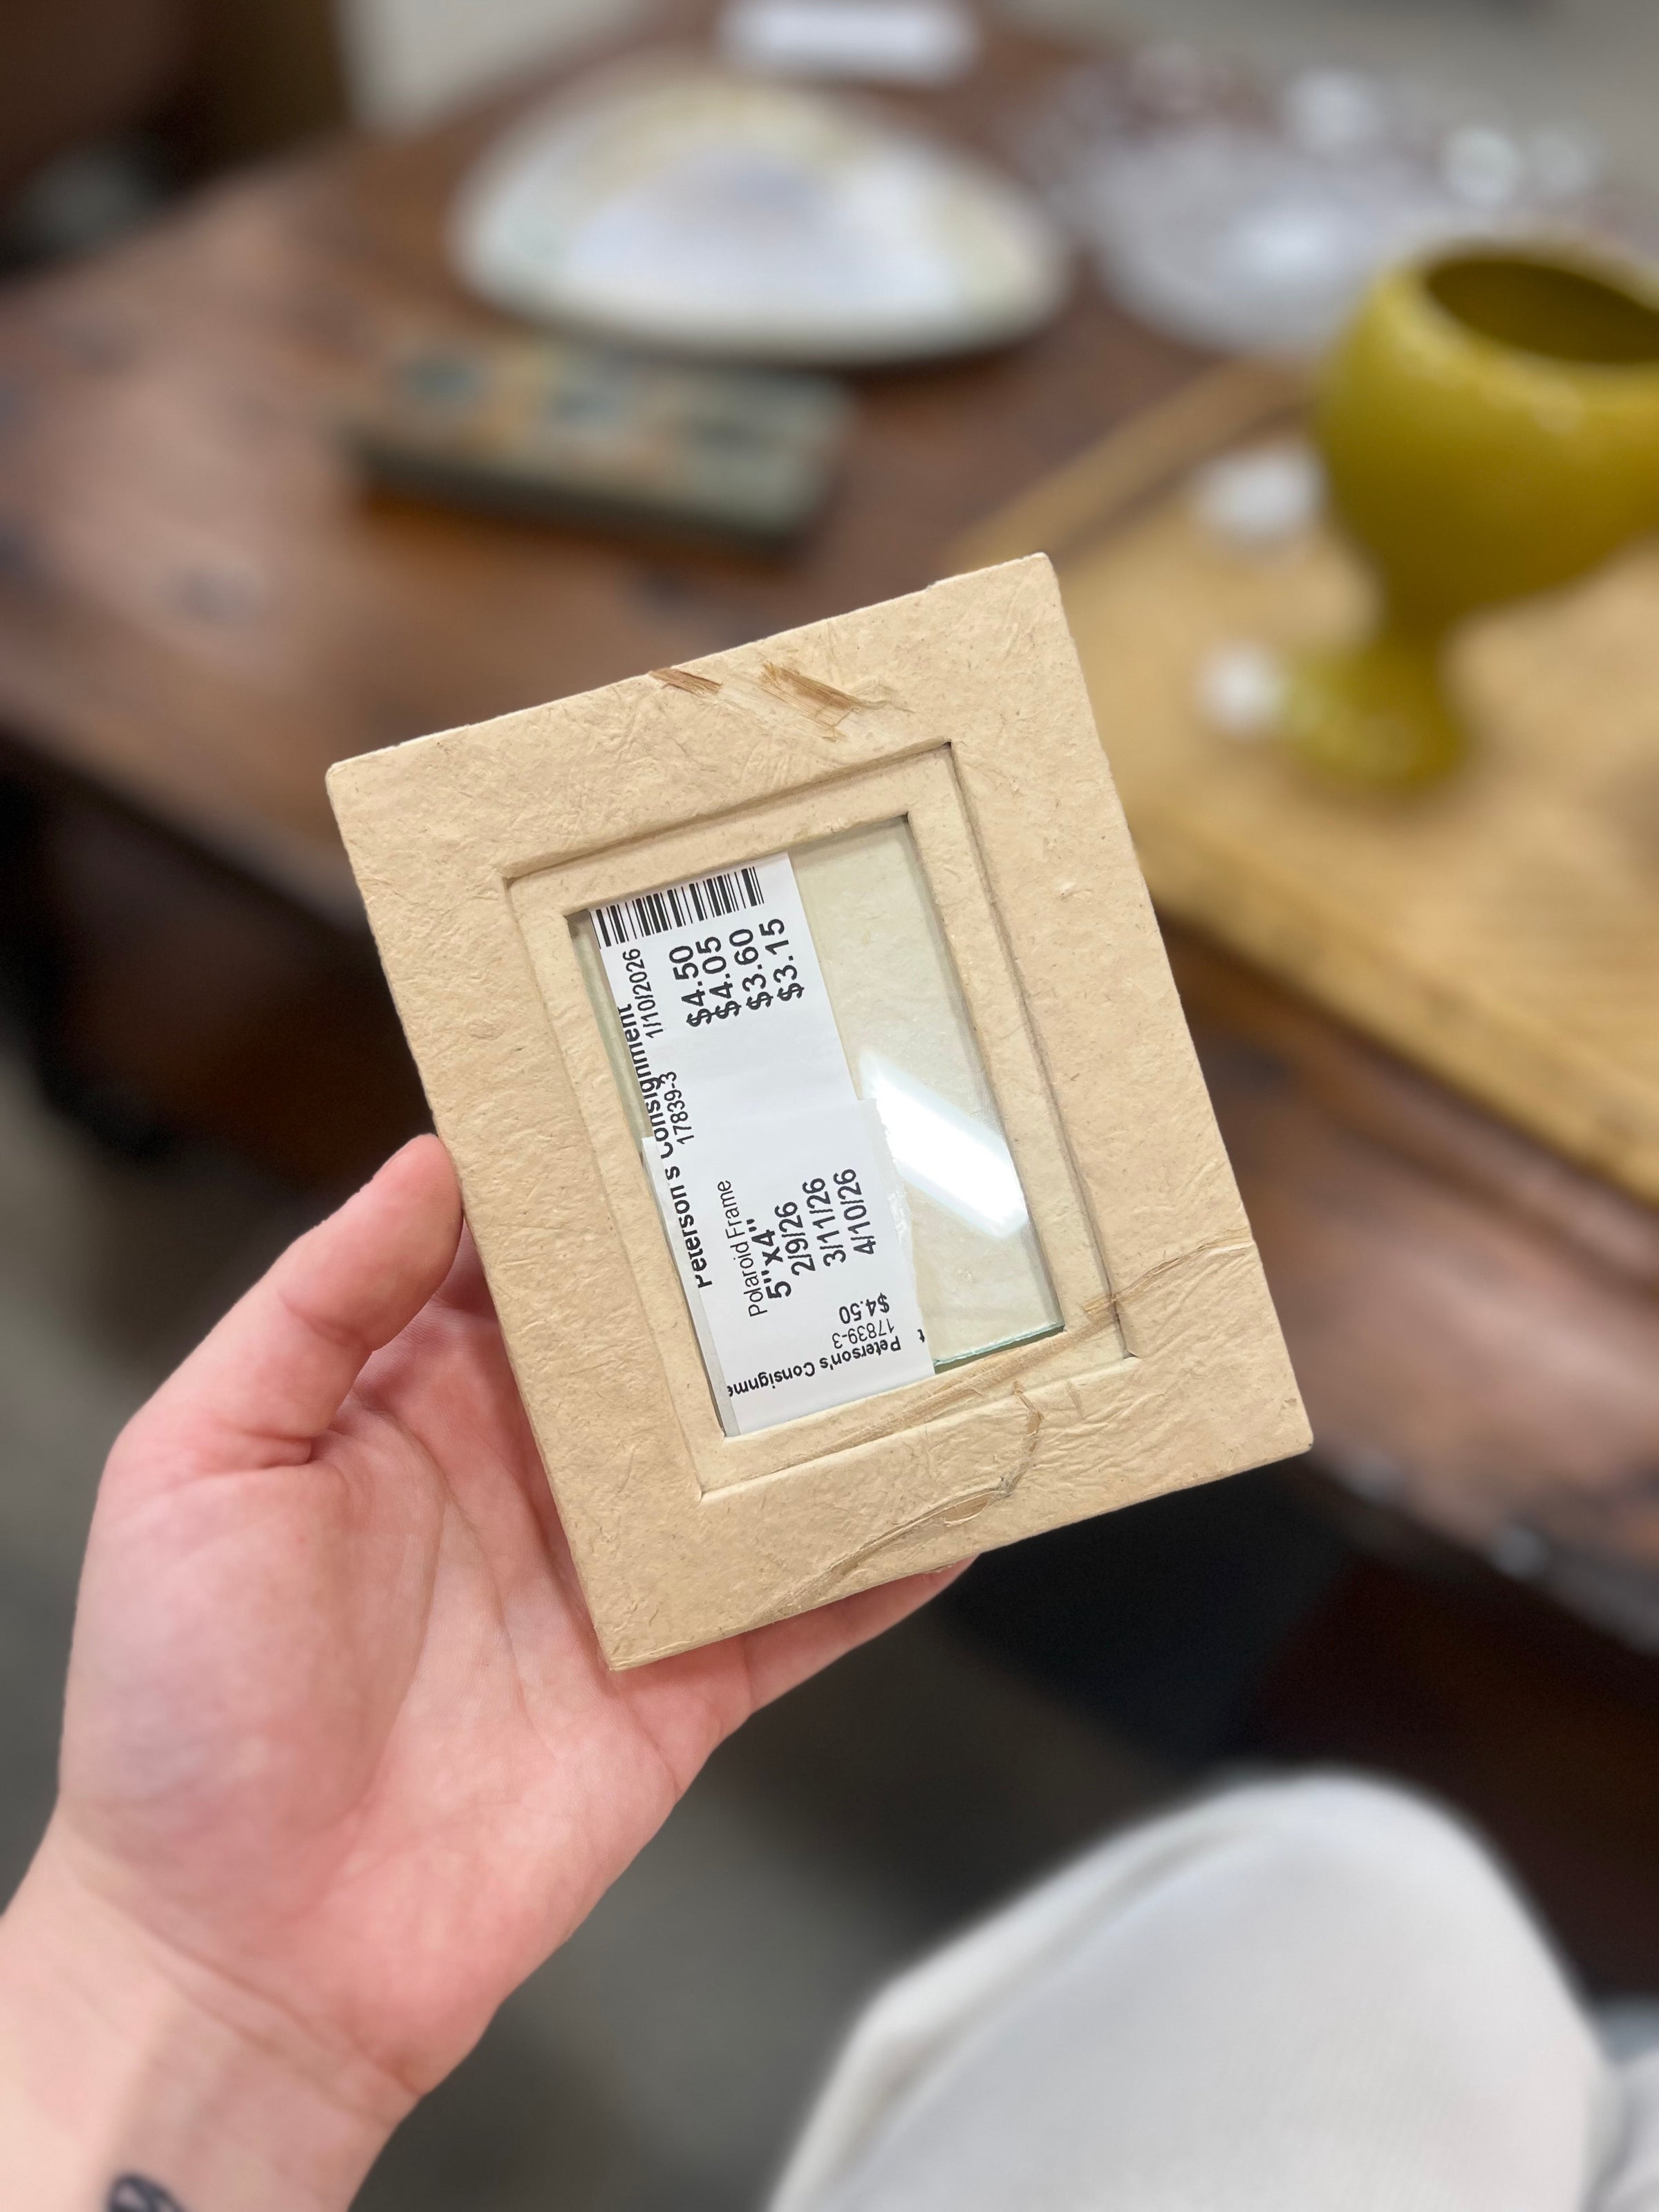 Peterson's Consignment
17839-3 1/10/2026
Polaroid Frame
5"x4" $4.50
2/9/26 $4.05
3/11/26 $3.60
4/10/26 $3.15
Peterson's Consignme
t
17839-3
$4.50